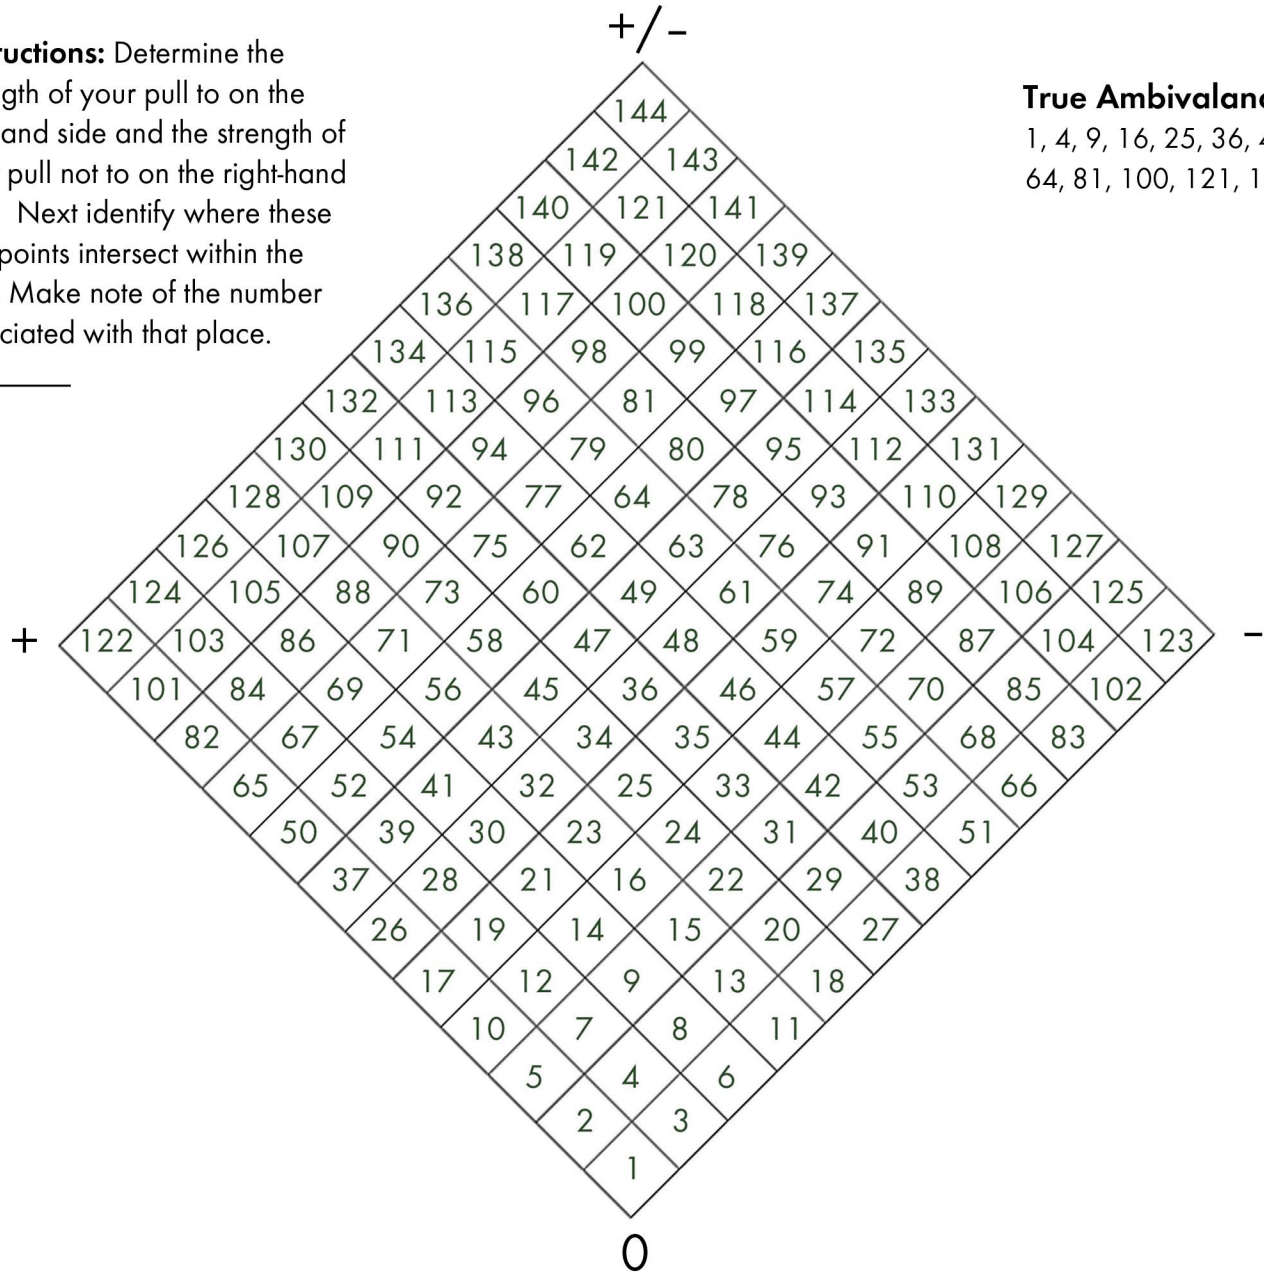 +/-
ructions: Determine the
gth of your pull to on the
and side and the strength of
pull not to on the right-hand
Next identify where these
points intersect within the
Make note of the number
ciated with that place.
True Ambivalanc
1, 4, 9, 16, 25, 36, 4
64, 81, 100, 121, 1
144
142 143
140 121 141
138 119 120 139
136 117 100 118 137
134 115 98 99 116 135
132 113 96 81 97 114 133
130 111 94 79 80 95 112 131
128 109 92 77 64 78 93 110 129
126 107 90 75 62 63 76 91 108 127
124 105 88 73 60 49 61 74 89 106 125
+ 122 103 86 71 58 47 48 59 72 87 104 123 -
101 84 69 56 45 36 46 57 70 85 102
82 67 54 43 34 35 44 55 68 83
65 52 41 32 25 33 42 53 66
50 39 30 23 24 31 40 51
37 28 21 16 22 29 38
26 19 14 15 20 27
17 12 9 13 18
10 7 8 11
5 4 6
2 3
1
0